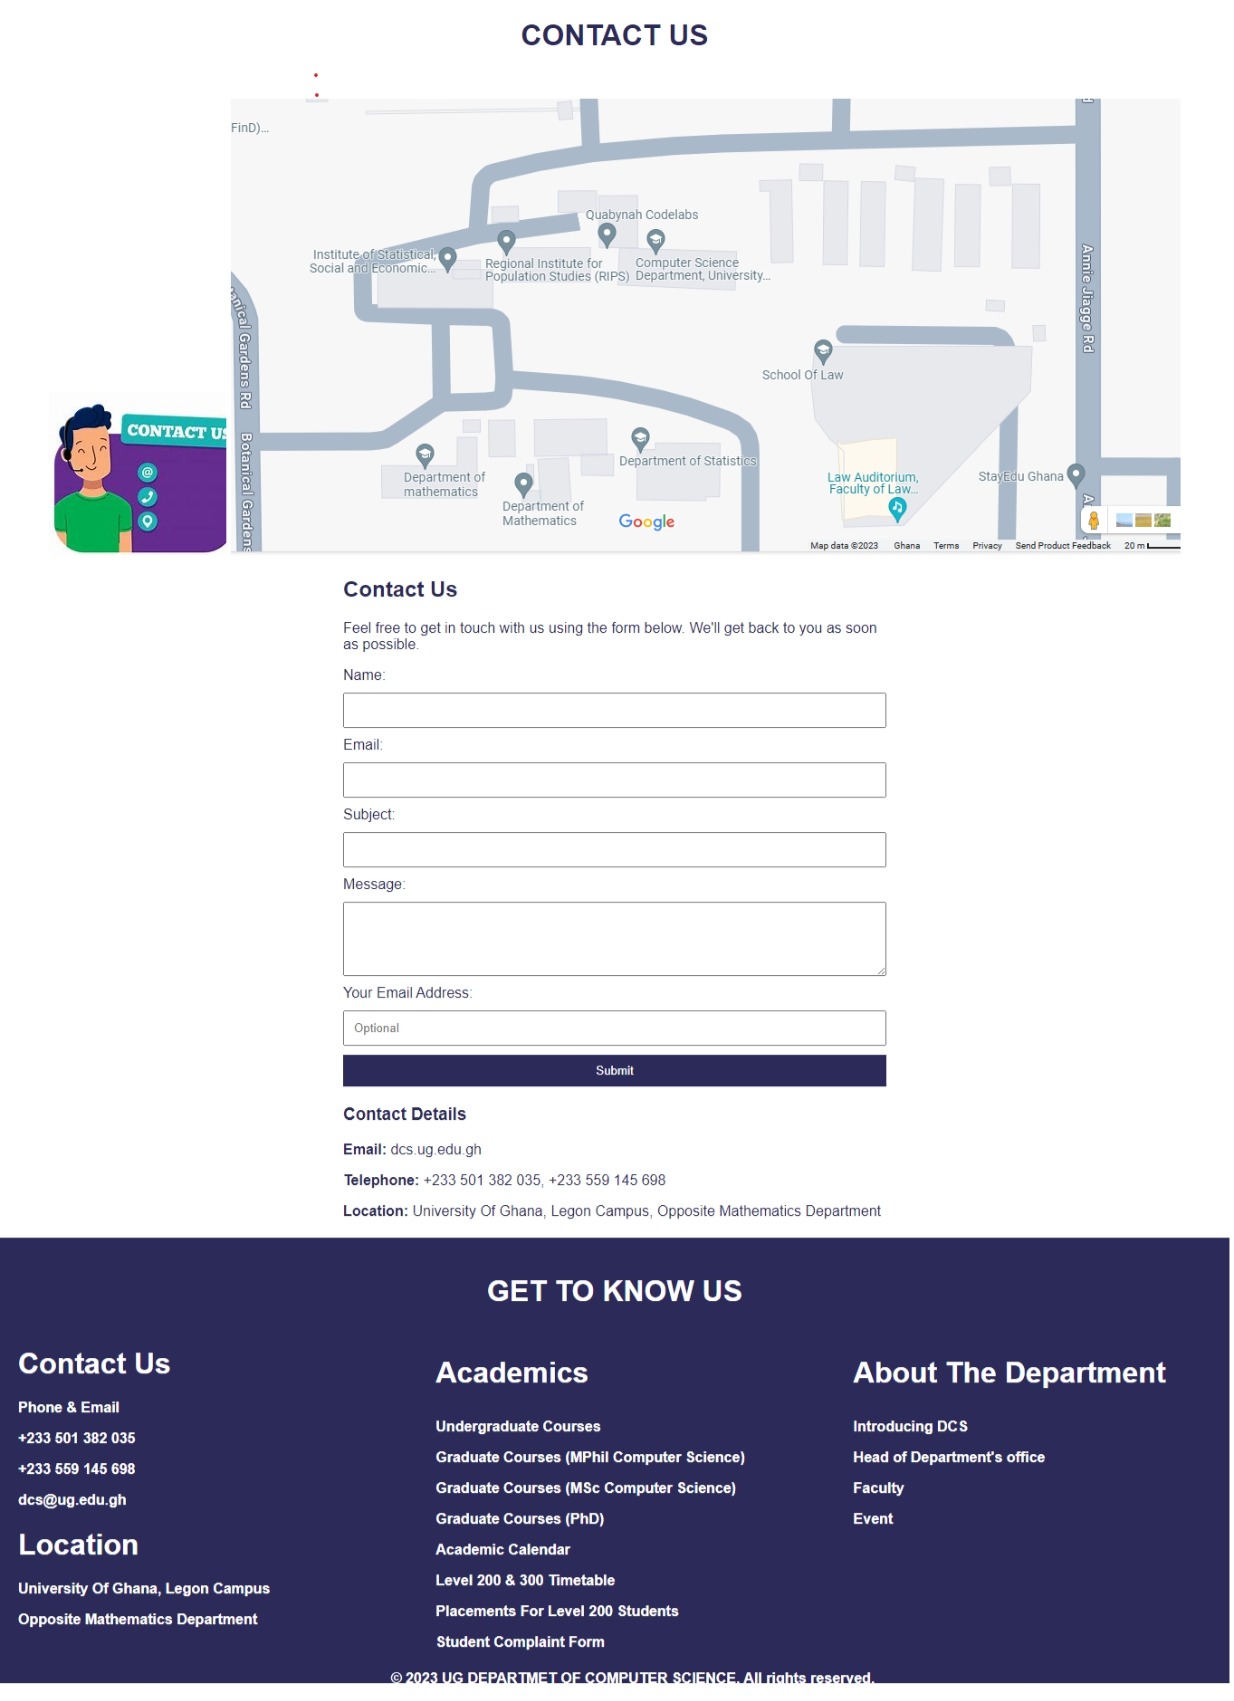 CONTACT US
FinD)...
Quabynah Codelabs
Institute of Statistical,
Social and Economic...
Regional Institute for
Population Studies (RIPS)
Computer Science
Department, University...
Annie Jiagge Rd
Botanical Gardens Rd
School Of Law
CONTACT US
@
Department of Statistics
Department of
mathematics
Law Auditorium,
Faculty of Law...
StayEdu Ghana
Botanical Gardens
Department of
Mathematics
Google
Map data ©2023 Ghana Terms Privacy Send Product Feedback 20 m
Contact Us
Feel free to get in touch with us using the form below. We'll get back to you as soon
as possible.
Name:
Email:
Subject:
Message:
Your Email Address:
Optional
Submit
Contact Details
Email: dcs.ug.edu.gh
Telephone: +233 501 382 035, +233 559 145 698
Location: University Of Ghana, Legon Campus, Opposite Mathematics Department
GET TO KNOW US
Contact Us
Phone & Email
+233 501 382 035
+233 559 145 698
dcs@ug.edu.gh
Location
University Of Ghana, Legon Campus
Opposite Mathematics Department
Academics
Undergraduate Courses
Graduate Courses (MPhil Computer Science)
Graduate Courses (MSc Computer Science)
Graduate Courses (PhD)
Academic Calendar
Level 200 & 300 Timetable
Placements For Level 200 Students
Student Complaint Form
About The Department
Introducing DCS
Head of Department's office
Faculty
Event
© 2023 UG DEPARTMET OF COMPUTER SCIENCE. All rights reserved.